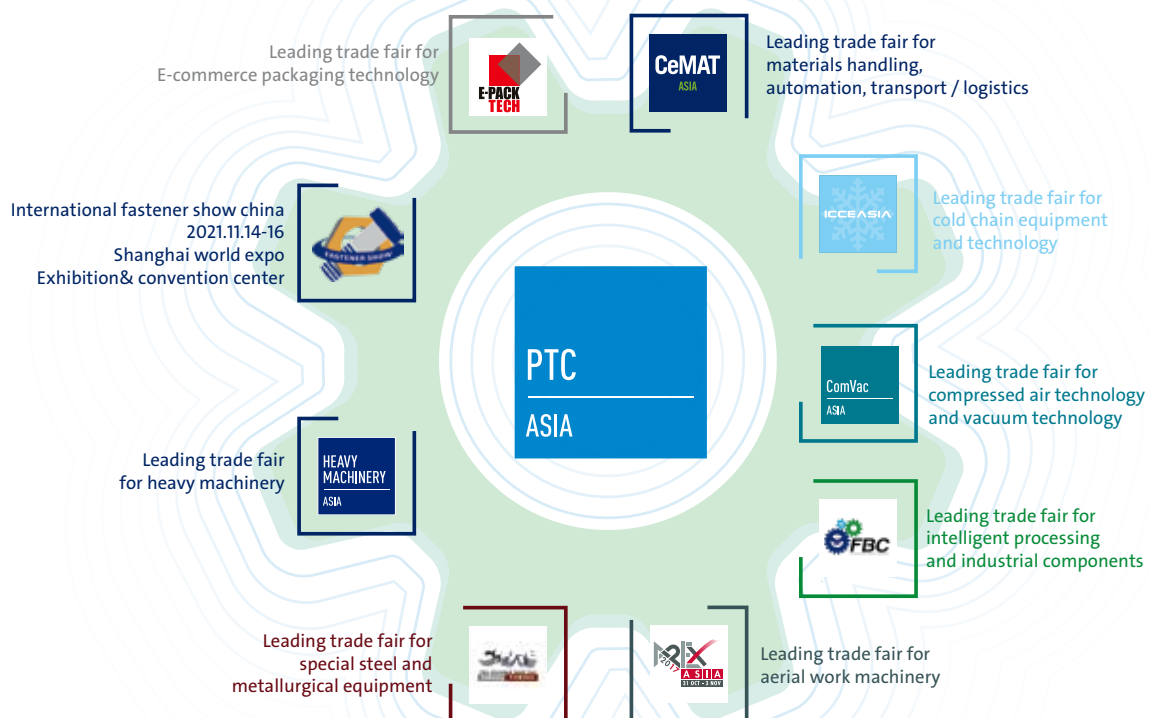 Leading trade fair for
E-commerce packaging technology
E-PACK
TECH
CeMAT
ASIA
Leading trade fair for
materials handling,
automation, transport / logistics
International fastener show china
2021.11.14-16
Shanghai world expo
Exhibition& convention center
FASTENER SHOW
ICCEASIA
Leading trade fair for
cold chain equipment
and technology
PTC
ASIA
ComVac
ASIA
Leading trade fair for
compressed air technology
and vacuum technology
Leading trade fair
for heavy machinery
HEAVY
MACHINERY
ASIA
FBC
Leading trade fair for
intelligent processing
and industrial components
Leading trade fair for
special steel and
metallurgical equipment
2017
ASIA
31 OCT - 3 NOV
Leading trade fair for
aerial work machinery